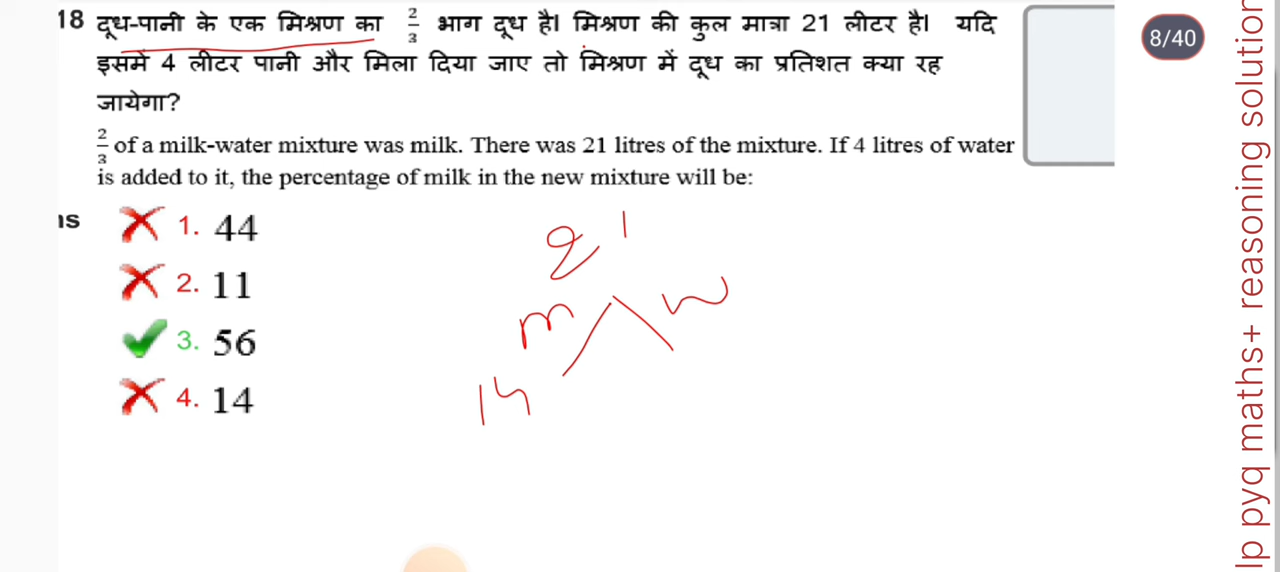 18 दूध-पानी के एक मिश्रण का 2/3 भाग दूध है। मिश्रण की कुल मात्रा 21 लीटर है। यदि
इसमें 4 लीटर पानी और मिला दिया जाए तो मिश्रण में दूध का प्रतिशत क्या रह
जायेगा?
2/3 of a milk-water mixture was milk. There was 21 litres of the mixture. If 4 litres of water
is added to it, the percentage of milk in the new mixture will be:
ns
1. 44
2. 11
3. 56
4. 14
21
m w
14
8/40
lp pyq maths+ reasoning solution